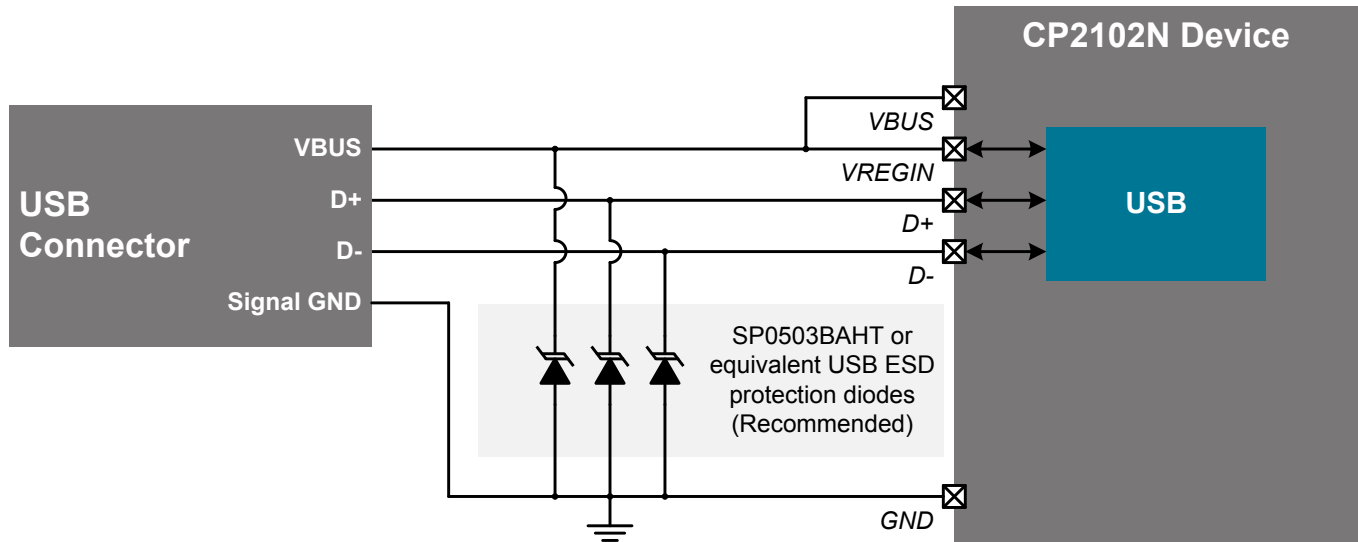 CP2102N Device
USB
Connector
VBUS
D+
D-
Signal GND
VBUS
VREGIN
D+
D-
USB
SP0503BAHT or
equivalent USB ESD
protection diodes
(Recommended)
GND